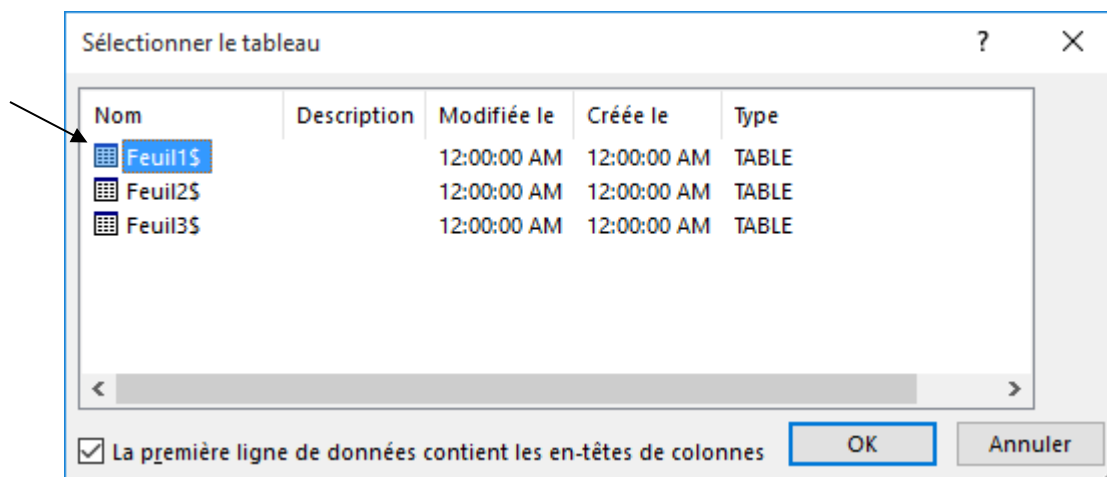 Sélectionner le tableau ?
Nom Description Modifiée le Créée le Type
Feuil1$ 12:00:00 AM 12:00:00 AM TABLE
Feuil2$ 12:00:00 AM 12:00:00 AM TABLE
Feuil3$ 12:00:00 AM 12:00:00 AM TABLE
La première ligne de données contient les en-têtes de colonnes OK Annuler